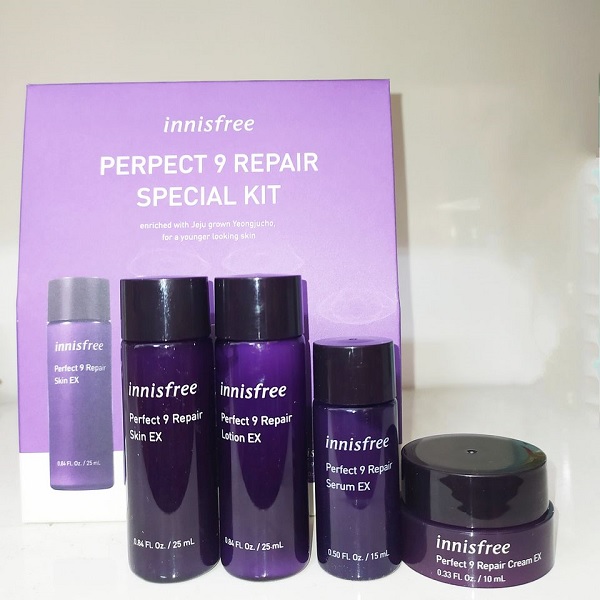 innisfree
PERPECT 9 REPAIR
SPECIAL KIT
enriched with Jeju grown Yeongjucho,
for a younger looking skin
innisfree
Perfect 9 Repair
Skin EX
0.84 FL Oz. / 25 mL
innisfree
Perfect 9 Repair
Skin EX
0.84 FL Oz. / 25 mL
innisfree
Perfect 9 Repair
Lotion EX
0.84 FL Oz. / 25 mL
innisfree
Perfect 9 Repair
Serum EX
0.50 FL Oz. / 15 mL
innisfree
Perfect 9 Repair Cream EX
0.33 FL Oz. / 10 mL